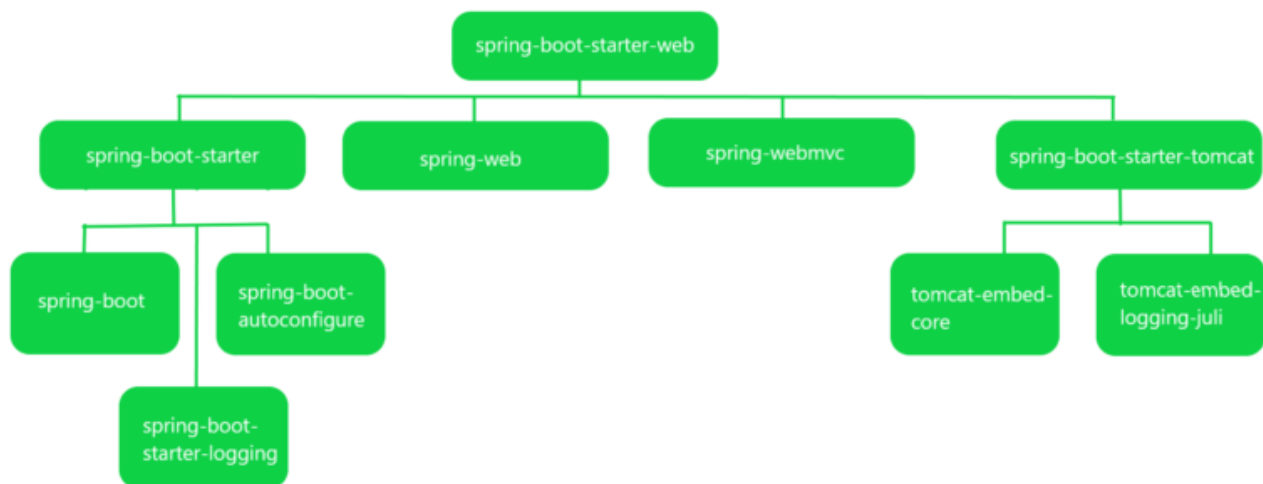 spring-boot-starter-web
spring-boot-starter
spring-web
spring-webmvc
spring-boot-starter-tomcat
spring-boot
spring-boot-
autoconfigure
tomcat-embed-
core
tomcat-embed-
logging-juli
spring-boot-
starter-logging